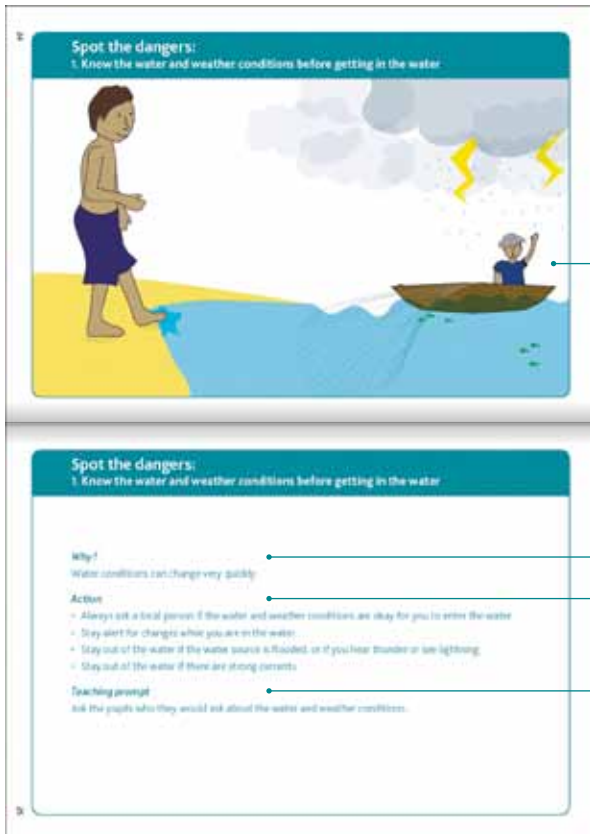 Spot the dangers:
1. Know the water and weather conditions before getting in the water
Spot the dangers:
1. Know the water and weather conditions before getting in the water
Why?
Water conditions can change very quickly
Action
• Always ask a local person if the water and weather conditions are okay for you to enter the water
• Stay alert for changes while you are in the water
• Stay out of the water if the water source is flooded, or if you hear thunder or see lightning
• Stay out of the water if there are strong currents
Teaching prompt
Ask the pupils who they would ask about the water and weather conditions.